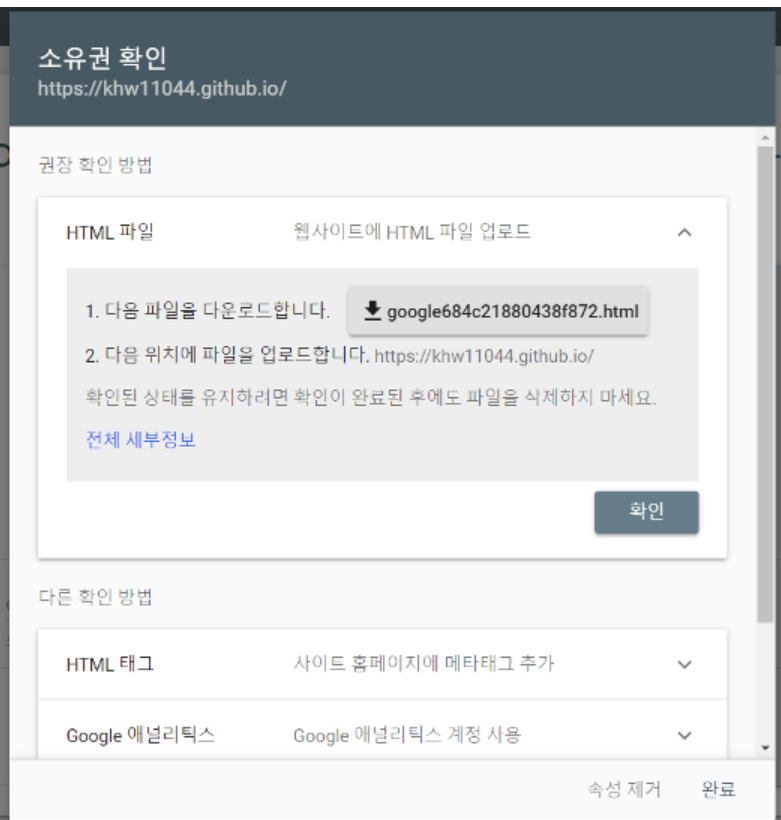 소유권 확인
https://khw11044.github.io/
권장 확인 방법
HTML 파일 웹사이트에 HTML 파일 업로드
1. 다음 파일을 다운로드합니다. google684c21880438f872.html
2. 다음 위치에 파일을 업로드합니다. https://khw11044.github.io/
확인된 상태를 유지하려면 확인이 완료된 후에도 파일을 삭제하지 마세요.
전체 세부정보
확인
다른 확인 방법
HTML 태그 사이트 홈페이지에 메타태그 추가
Google 애널리틱스 Google 애널리틱스 계정 사용
속성 제거 완료